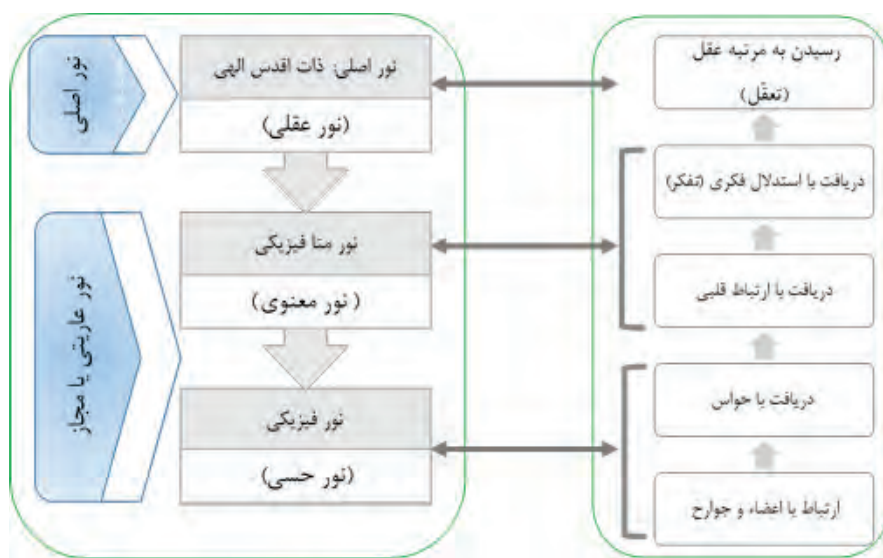 رسیدن به مرتبه عقل
(تعقّل)
دریافت با استدلال فکری (تفکر)
دریافت با ارتباط قلبی
دریافت با حواس
ارتباط با اعضاء و جوارح
نور اصلی: ذات اقدس الهی
(نور عقلی)
نور متا فیزیکی
( نور معنوی)
نور فیزیکی
(نور حسی)
نور اصلی
نور عاریتی یا مجاز